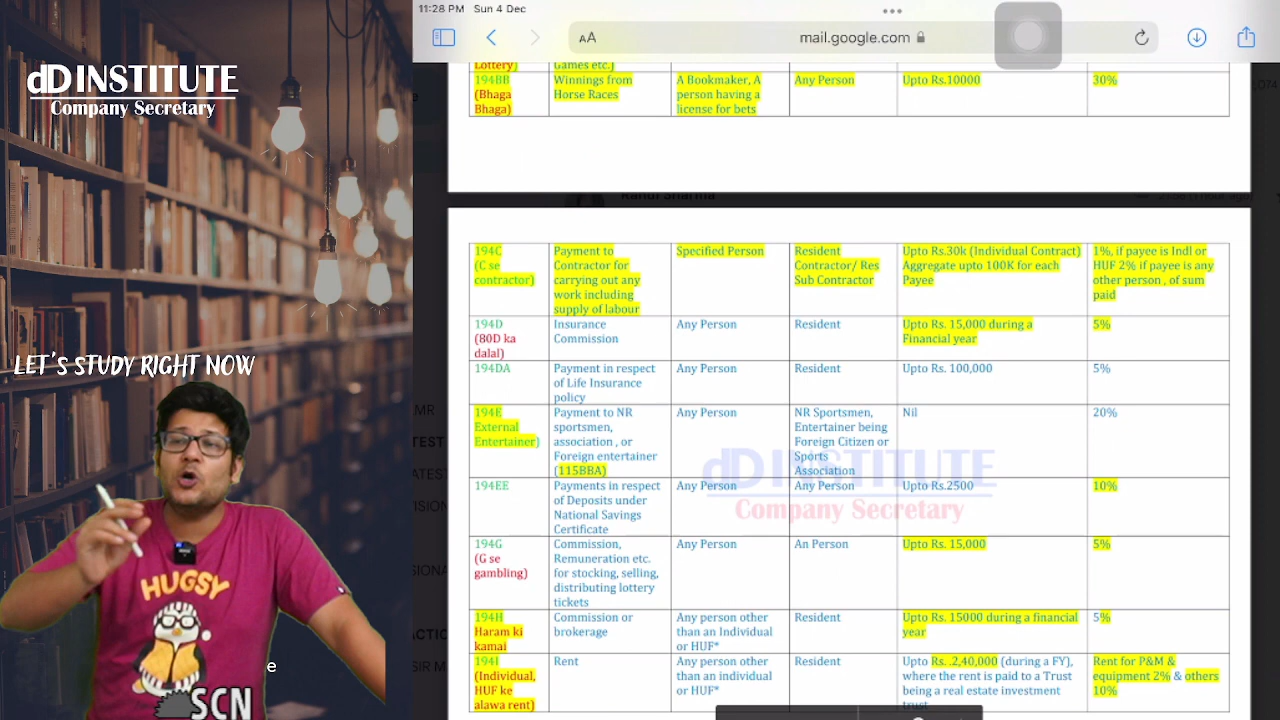 11:28 PM Sun 4 Dec
AA
mail.google.com
dD INSTITUTE
Company Secretary
LET'S STUDY RIGHT NOW
HUGSY
SCN
e
Lottery)
Games etc.)
194BB
(Bhaga
Bhaga)
Winnings from
Horse Races
A Bookmaker, A
person having a
license for bets
Any Person
Upto Rs.10000
30%
194C
(C se
contractor)
Payment to
Contractor for
carrying out any
work including
supply of labour
Specified Person
Resident
Contractor/ Res
Sub Contractor
Upto Rs.30k (Individual Contract)
Aggregate upto 100K for each
Payee
1%, if payee is Indl or
HUF 2% if payee is any
other person , of sum
paid
194D
(80D ka
dalal)
Insurance
Commission
Any Person
Resident
Upto Rs. 15,000 during a
Financial year
5%
194DA
Payment in respect
of Life Insurance
policy
Any Person
Resident
Upto Rs. 100,000
5%
194E
External
Entertainer)
Payment to NR
sportsmen,
association , or
Foreign entertainer
(115BBA)
Any Person
NR Sportsmen,
Entertainer being
Foreign Citizen or
Sports
Association
Nil
20%
194EE
Payments in respect
of Deposits under
National Savings
Certificate
Any Person
Any Person
Upto Rs.2500
10%
194G
(G se
gambling)
Commission,
Remuneration etc.
for stocking, selling,
distributing lottery
tickets
Any Person
An Person
Upto Rs. 15,000
5%
194H
Haram ki
kamai
Commission or
brokerage
Any person other
than an Individual
or HUF*
Resident
Upto Rs. 15000 during a financial
year
5%
194I
(Individual,
HUF ke
alawa rent)
Rent
Any person other
than an individual
or HUF*
Resident
Upto Rs. .2,40,000 (during a FY),
where the rent is paid to a Trust
being a real estate investment
trust
Rent for P&M &
equipment 2% & others
10%
dD INSTITUTE
Company Secretary